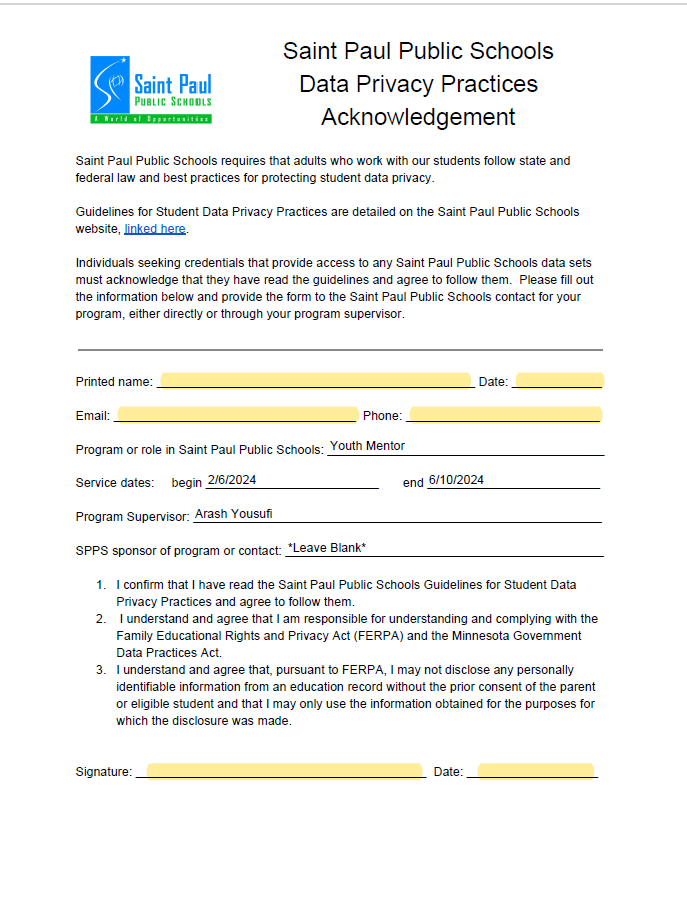 Saint Paul Public Schools
Data Privacy Practices
Acknowledgement
Saint Paul
PUBLIC SCHOOLS
A World of Opportunities
Saint Paul Public Schools requires that adults who work with our students follow state and
federal law and best practices for protecting student data privacy.
Guidelines for Student Data Privacy Practices are detailed on the Saint Paul Public Schools
website, linked here.
Individuals seeking credentials that provide access to any Saint Paul Public Schools data sets
must acknowledge that they have read the guidelines and agree to follow them. Please fill out
the information below and provide the form to the Saint Paul Public Schools contact for your
program, either directly or through your program supervisor.
Printed name: Date:
Email: Phone:
Program or role in Saint Paul Public Schools: Youth Mentor
Service dates: begin 2/6/2024 end 6/10/2024
Program Supervisor: Arash Yousufi
SPPS sponsor of program or contact: *Leave Blank*
1. I confirm that I have read the Saint Paul Public Schools Guidelines for Student Data
Privacy Practices and agree to follow them.
2. I understand and agree that I am responsible for understanding and complying with the
Family Educational Rights and Privacy Act (FERPA) and the Minnesota Government
Data Practices Act.
3. I understand and agree that, pursuant to FERPA, I may not disclose any personally
identifiable information from an education record without the prior consent of the parent
or eligible student and that I may only use the information obtained for the purposes for
which the disclosure was made.
Signature: Date: